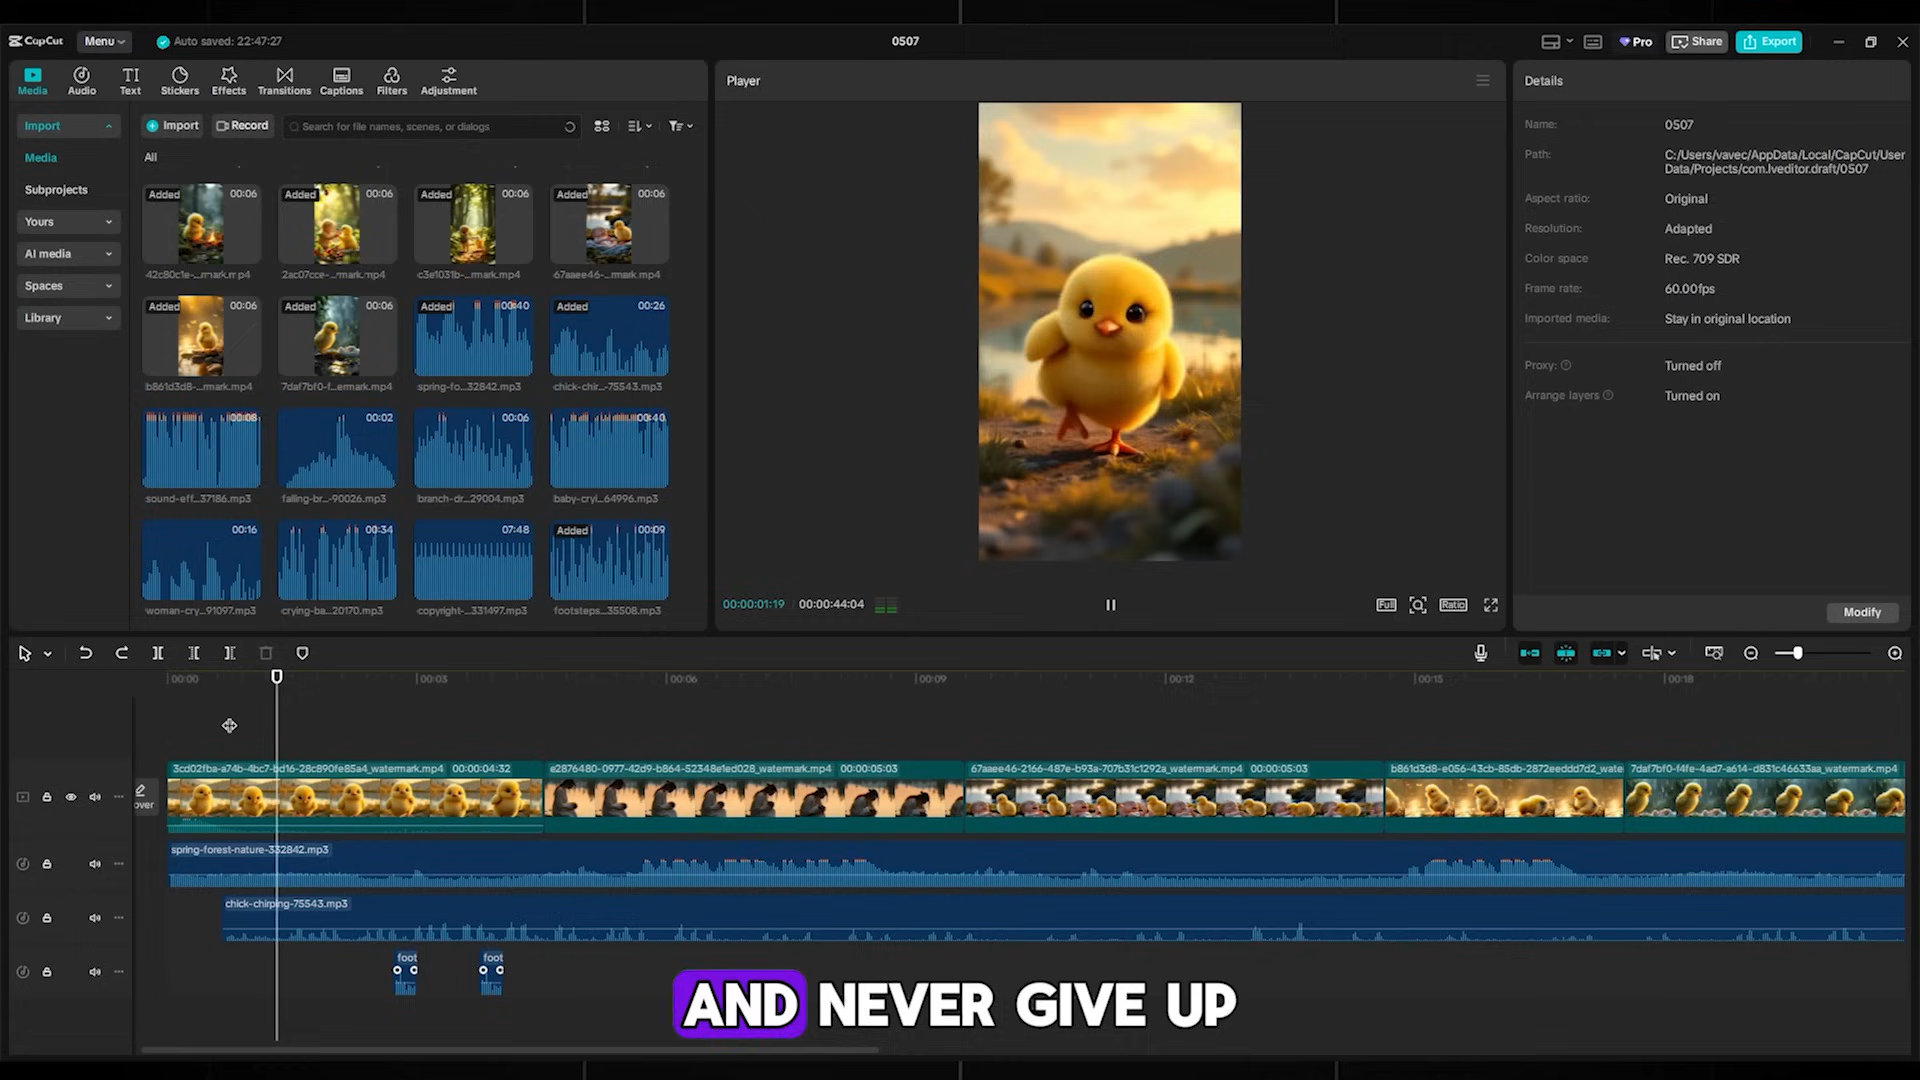 CapCut
Menu
Auto saved: 22:47:27
0507
Pro
Share
Export
Media
Audio
TI
Text
Stickers
Effects
Transitions
Captions
Filters
Adjustment
Import
Media
Subprojects
Yours
AI media
Spaces
Library
Import
Record
Search for file names, scenes, or dialogs
All
Added 00:06
Added 00:06
Added 00:06
Added 00:06
42c80c1e-...rmark.mp4
2ac07cce-...rmark.mp4
c3e1031b-...rmark.mp4
67aaee46-...rmark.mp4
Added 00:06
Added 00:06
Added 00:40
Added 00:26
b861d3d8-...rmark.mp4
7daf7bf0-f...ermark.mp4
spring-fo...32842.mp3
chick-chir...-75543.mp3
00:08
00:02
00:06
00:40
sound-eff...37186.mp3
falling-br...-90026.mp3
branch-dr...29004.mp3
baby-cryi...64996.mp3
00:16
00:34
07:48
Added 00:09
woman-cry...91097.mp3
crying-ba...20170.mp3
copyright-...331497.mp3
footsteps...35508.mp3
Player
00:00:01:19
00:00:44:04
Full
Ratio
Details
Name: 0507
Path: C:/Users/vavec/AppData/Local/CapCut/User
Data/Projects/com.lveditor.draft/0507
Aspect ratio: Original
Resolution: Adapted
Color space Rec. 709 SDR
Frame rate: 60.00fps
Imported media: Stay in original location
Proxy: Turned off
Arrange layers Turned on
Modify
00:00
00:03
00:06
00:09
00:12
00:15
00:18
3cd02fba-a74b-4bc7-bd16-28c890fe85a4_watermark.mp4 00:00:04:32
e2876480-0977-42d9-b864-52348e1ed028_watermark.mp4 00:00:05:03
67aaee46-2166-487e-b93a-707b31c1292a_watermark.mp4 00:00:05:03
b861d3d8-e056-43cb-85db-2872eeddd7d2_wate
7daf7bf0-f4fe-4ad7-a614-d831c46633aa_watermark.mp4
over
spring-forest-nature-332842.mp3
chick-chirping-75543.mp3
foot
foot
AND NEVER GIVE UP